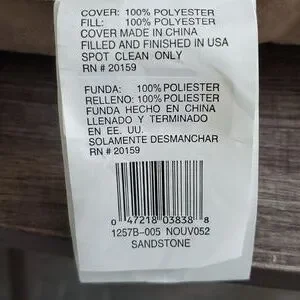 COVER: 100% POLYESTER
FILL: 100% POLYESTER
COVER MADE IN CHINA
FILLED AND FINISHED IN USA
SPOT CLEAN ONLY
RN # 20159
FUNDA: 100% POLIESTER
RELLENO: 100% POLIESTER
FUNDA HECHO EN CHINA
LLENADO Y TERMINADO
EN EE. UU.
SOLAMENTE DESMANCHAR
RN # 20159
0 47218 03838 8
1257B-005 NOUV052
SANDSTONE